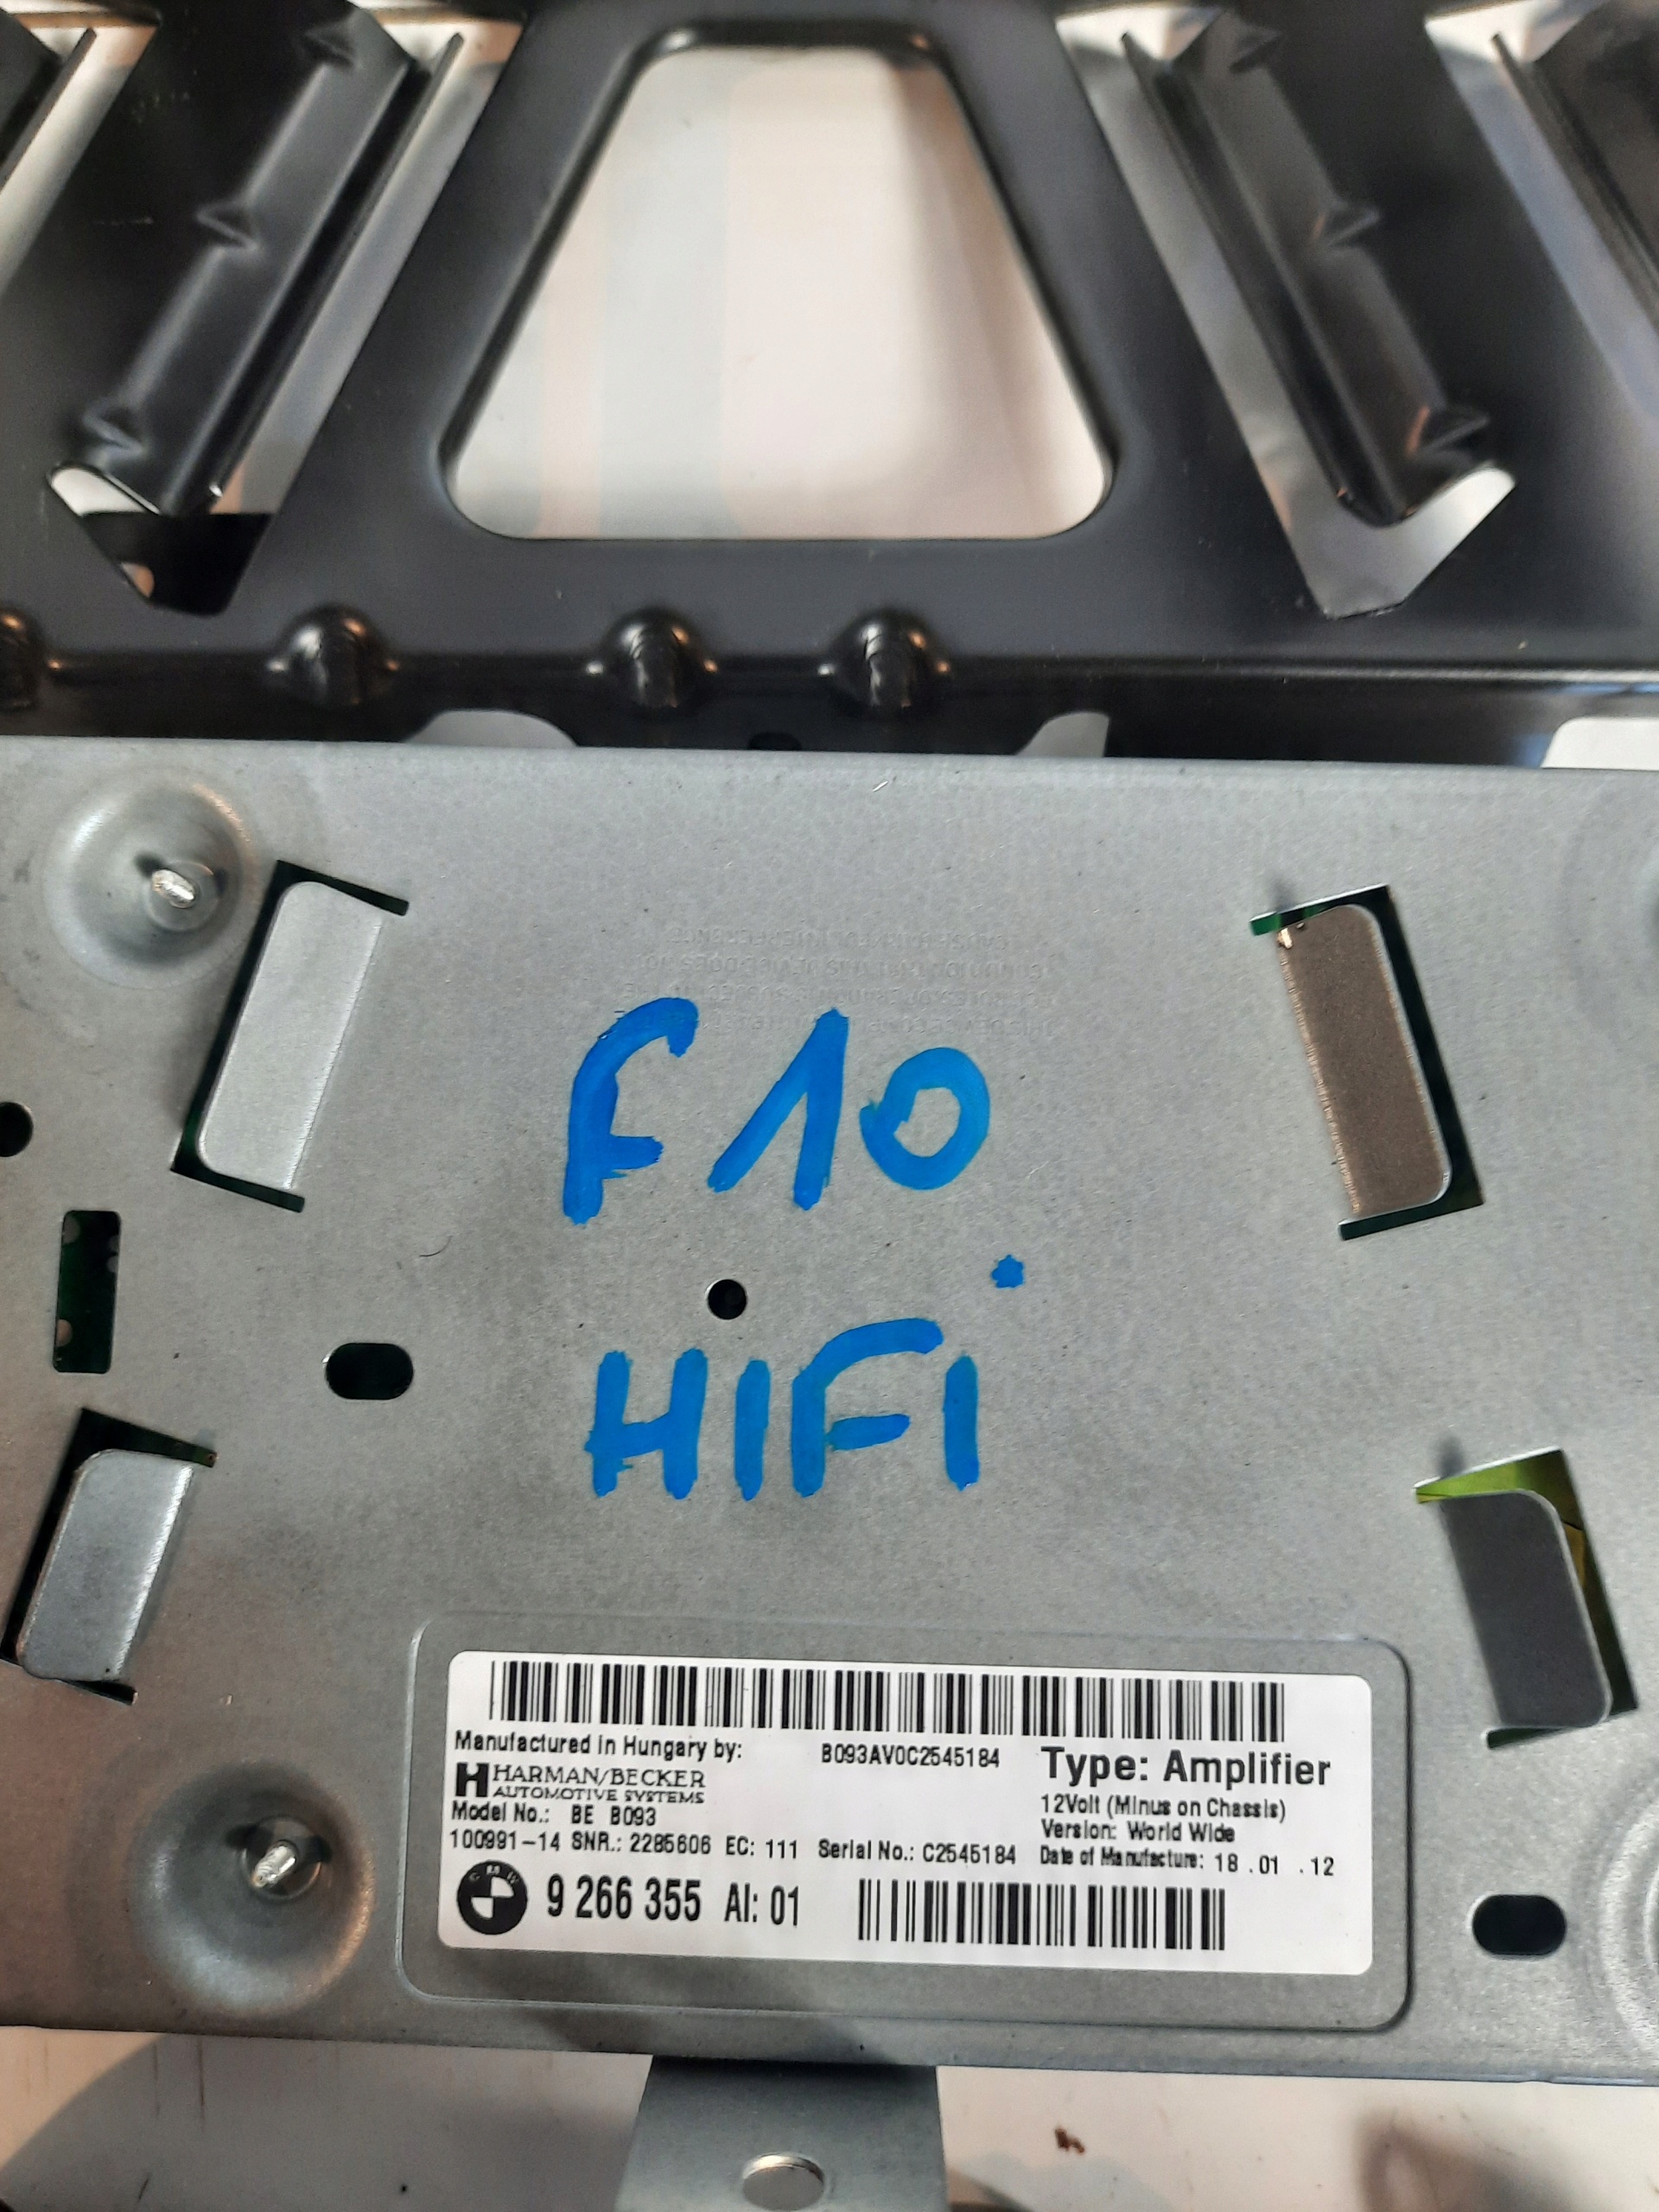 F10
HIFI
Manufactured in Hungary by:
B093AV0C2545184
Type: Amplifier
HARMAN/BECKER
AUTOMOTIVE SYSTEMS
12Volt (Minus on Chassis)
Model No.: BE B093
Version: World Wide
100991-14 SNR.: 2285606 EC: 111 Serial No.: C2545184
Date of Manufacture: 18.01.12
BMW
9 266 355 AI: 01